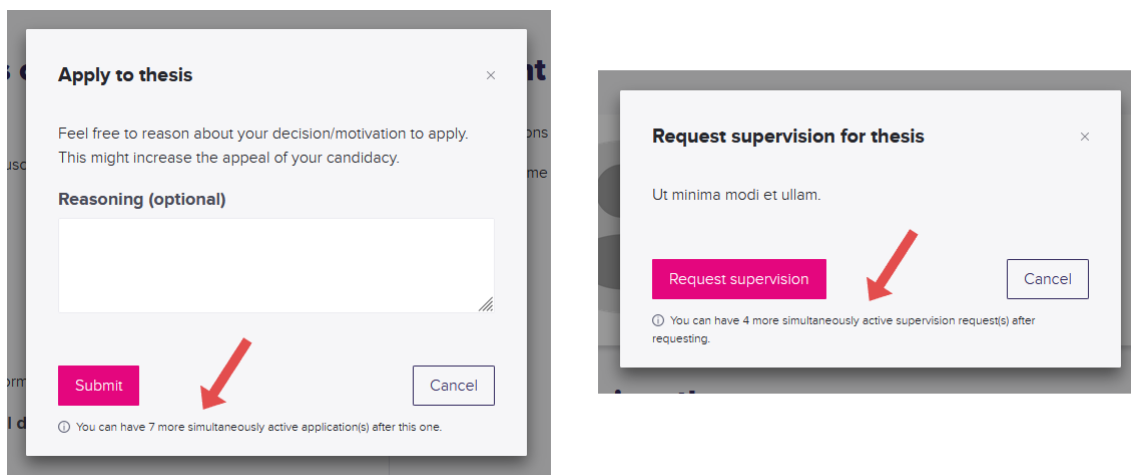 Apply to thesis
Feel free to reason about your decision/motivation to apply.
This might increase the appeal of your candidacy.
Reasoning (optional)
Submit
Cancel
You can have 7 more simultaneously active application(s) after this one.
Request supervision for thesis
Ut minima modi et ullam.
Request supervision
Cancel
You can have 4 more simultaneously active supervision request(s) after
requesting.